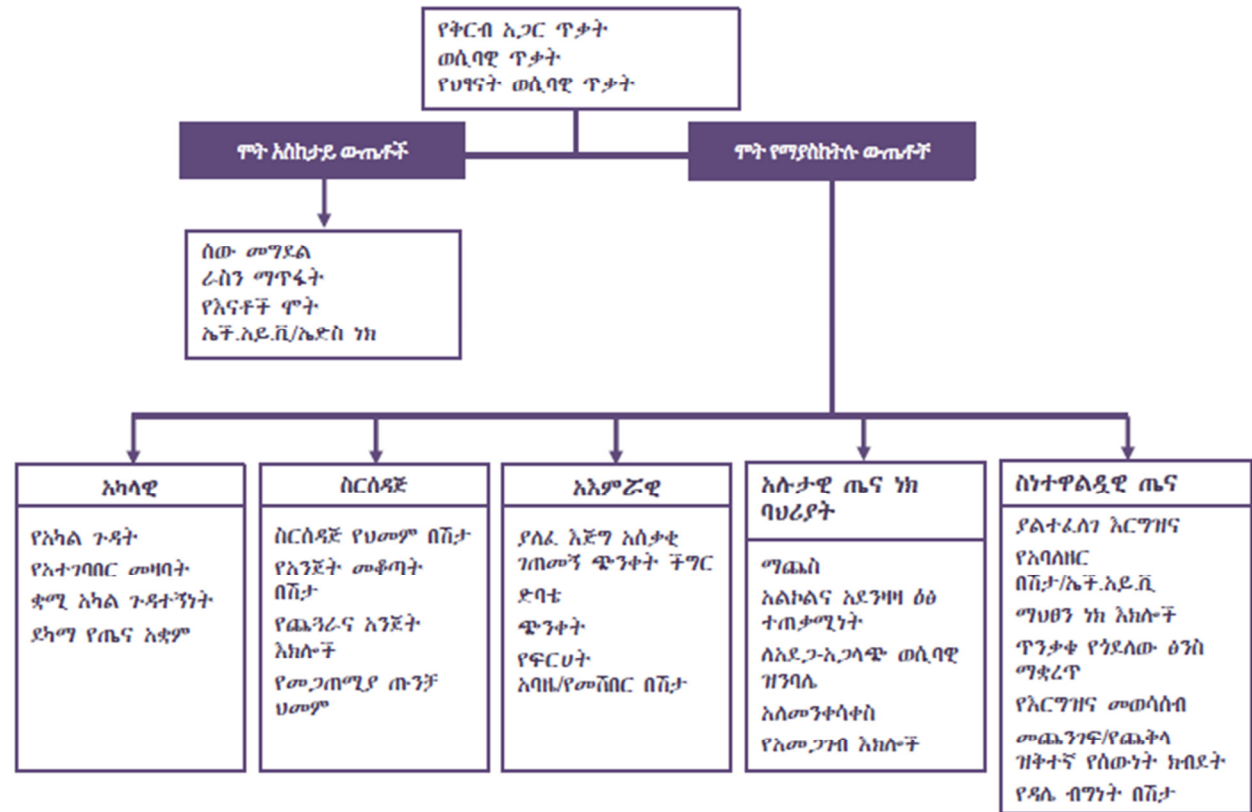 የቅርብ አጋር ጥቃት
ወሲባዊ ጥቃት
የህፃናት ወሲባዊ ጥቃት
ሞት አስከታይ ውጤቶች
ሞት የማያስከትሉ ውጤቶች
ሰው መግደል
ራስን ማጥፋት
የእናቶች ሞት
ኤች.አይ.ቪ/ኤድስ ነክ
አካላዊ
የአካል ጉዳት
የአተገባበር መዛባት
ቋሚ አካል ጉዳተኝነት
ደካማ የጤና አቋም
ስርሰዳጅ
ስርሰዳጅ የህመም በሽታ
የአንጀት መቆጣት
በሽታ
የጨጓራና አንጀት
እክሎች
የመጋጠሚያ ጡንቻ
ህመም
አእምሯዊ
ያለፈ እጅግ አሰቃቂ
ገጠመኝ ጭንቀት ችግር
ድባቴ
ጭንቀት
የፍርሀት
አባዜ/የመሸበር በሽታ
አሉታዊ ጤና ነክ
ባህሪያት
ማጨስ
አልኮልና አደንዛዝ ዕፅ
ተጠቃሚነት
ለአደጋ-አጋላጭ ወሲባዊ
ዝንባሌ
አለመንቀሳቀስ
የአመጋገብ እክሎች
ስነተዋልዷዊ ጤና
ያልተፈለገ እርግዝና
የአባለዘር
በሽታ/ኤች.አይ.ቪ
ማህፀን ነክ እክሎች
ጥንቃቄ የጎደለው ፅንስ
ማቋረጥ
የእርግዝና መወሳሰብ
መጨንገፍ/የጨቅላ
ዝቅተኛ የሰውነት ክብደት
የዳሌ ብግነት በሽታ